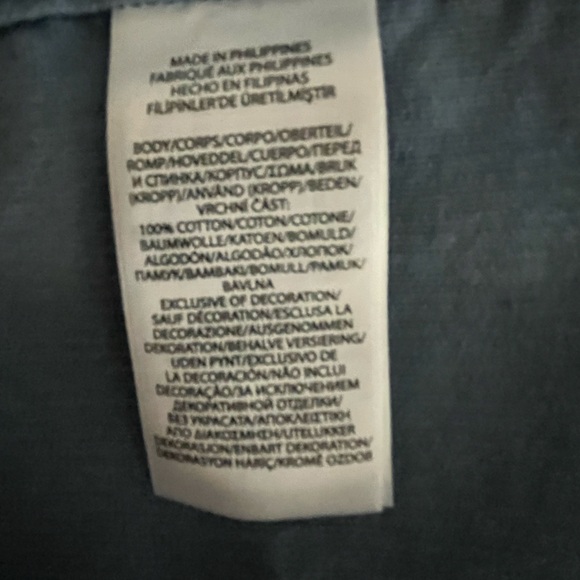 MADE IN PHILIPPINES
FABRIQUÉ AUX PHILIPPINES
HECHO EN FILIPINAS
FİLİPİNLER'DE ÜRETİLMİŞTİR
BODY/CORPS/CORPO/OBERTEIL/
ROMP/HOVEDDEL/CUERPO/ПЕРЕД
И СПИНКА/КОРПУС/ΣΩΜΑ/BRUK
(KROPP)/ANVÄND (KROPP)/BEDEN/
VRCHNÍ ČÁST:
100% COTTON/COTON/COTONE/
BAUMWOLLE/KATOEN/BOMULD/
ALGODÓN/ALGODÃO/ХЛОПОК/
ПАМУК/ΒΑΜΒΑΚΙ/BOMULL/PAMUK/
BAVLNA
EXCLUSIVE OF DECORATION/
SAUF DÉCORATION/ESCLUSA LA
DECORAZIONE/AUSGENOMMEN
DEKORATION/BEHALVE VERSIERING/
UDEN PYNT/EXCLUSIVO DE
LA DECORACIÓN/NÃO INCLUI
DECORAÇÃO/ЗА ИСКЛЮЧЕНИЕМ
ДЕКОРАТИВНОЙ ОТДЕЛКИ/
БЕЗ УКРАСАТА/ΑΠΟΚΛΕΙΣΤΙΚΗ
ΑΠΟ ΔΙΑΚΟΣΜΗΣΗ/UTELUKKER
DEKORASJON/ENBART DEKORATION/
DEKORASYON HARİÇ/KROMĚ OZDOB